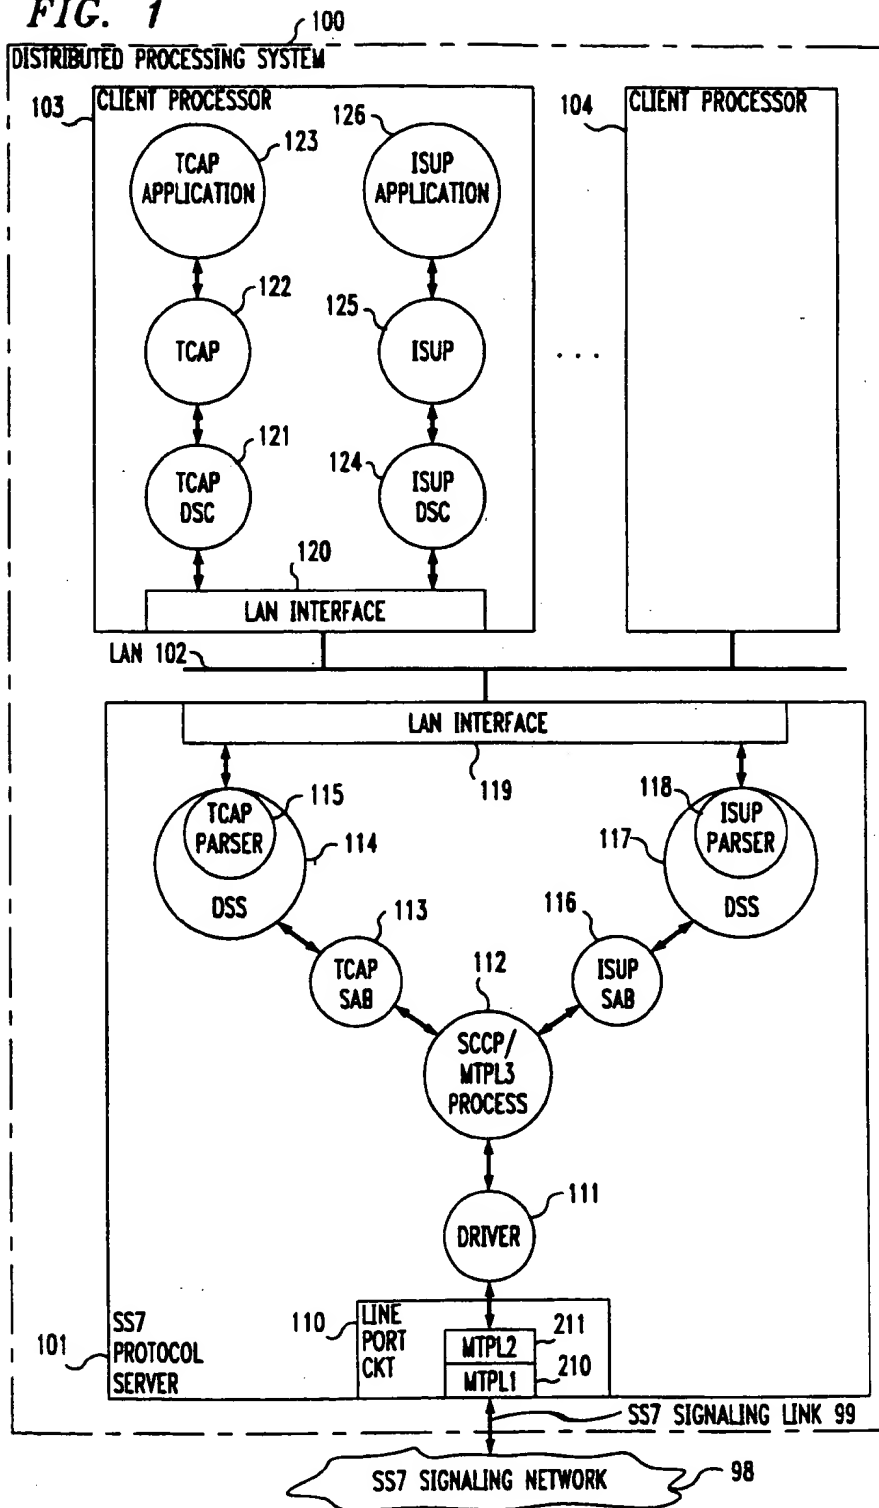 FIG. 1
100
DISTRIBUTED PROCESSING SYSTEM
103
CLIENT PROCESSOR
104
CLIENT PROCESSOR
TCAP
APPLICATION
123
126
ISUP
APPLICATION
122
TCAP
125
ISUP
. . .
121
TCAP
DSC
124
ISUP
DSC
120
LAN INTERFACE
LAN 102
LAN INTERFACE
119
TCAP
PARSER
115
114
DSS
118
ISUP
PARSER
117
DSS
113
TCAP
SAB
116
ISUP
SAB
112
SCCP/
MTPL3
PROCESS
111
DRIVER
101
SS7
PROTOCOL
SERVER
110
LINE
PORT
CKT
MTPL2
211
MTPL1
210
SS7 SIGNALING LINK 99
SS7 SIGNALING NETWORK
98